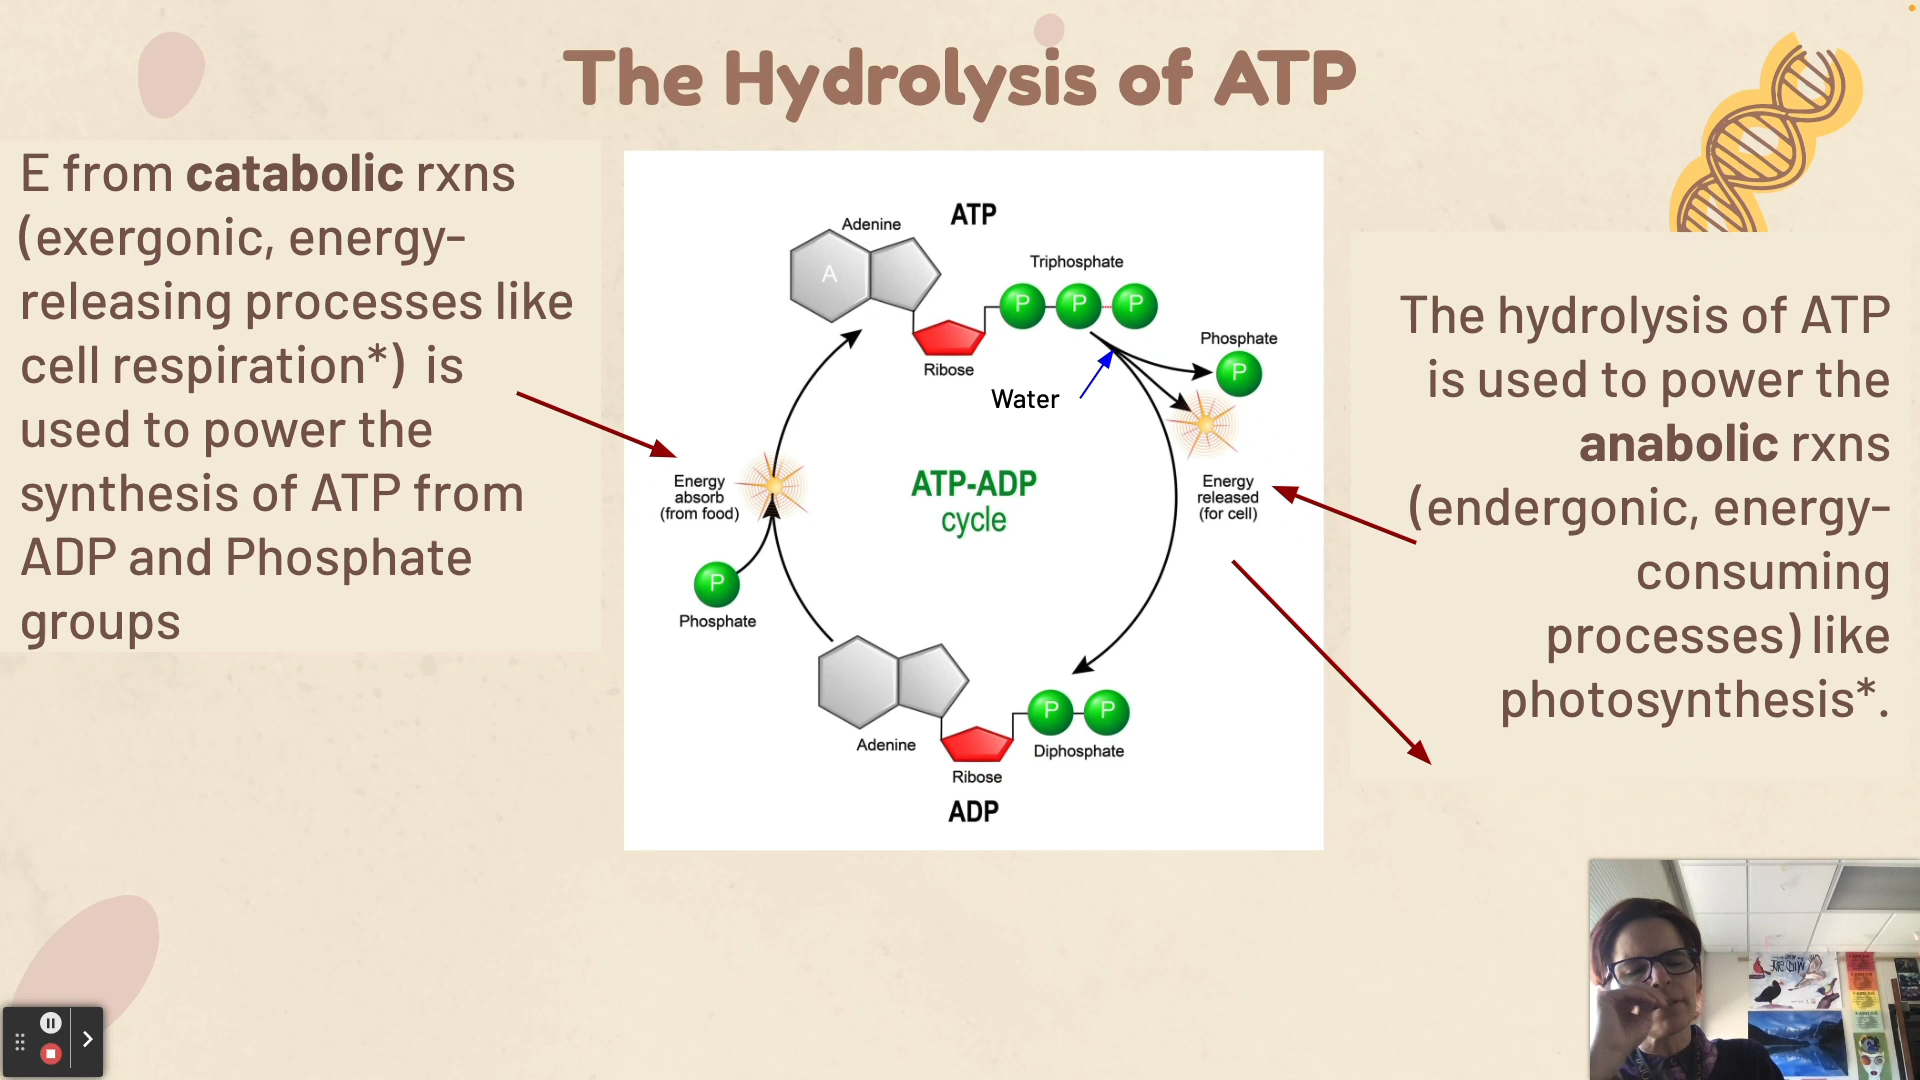 The Hydrolysis of ATP
E from catabolic rxns
(exergonic, energy-
releasing processes like
cell respiration*) is
used to power the
synthesis of ATP from
ADP and Phosphate
groups
ATP
Adenine
A
Triphosphate
P P P
Ribose
Phosphate
P
Water
Energy
absorb
(from food)
ATP-ADP
cycle
Energy
released
(for cell)
P
Phosphate
P P
Adenine
Diphosphate
Ribose
ADP
The hydrolysis of ATP
is used to power the
anabolic rxns
(endergonic, energy-
consuming
processes) like
photosynthesis*.